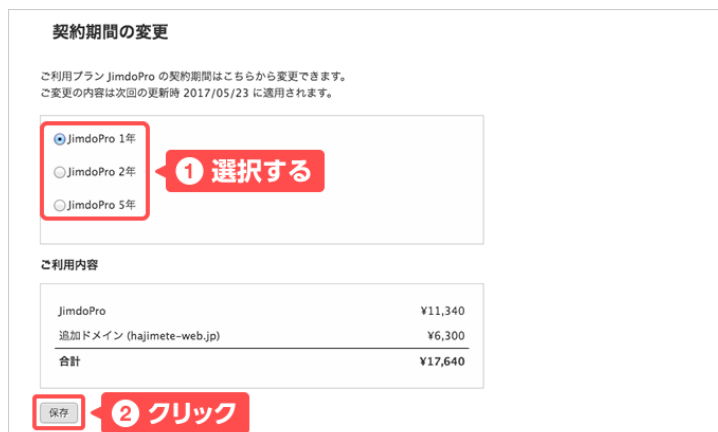 契約期間の変更
ご利用プラン JimdoPro の契約期間はこちらから変更できます。
ご変更の内容は次回の更新時 2017/05/23 に適用されます。
JimdoPro 1年
JimdoPro 2年
1 選択する
JimdoPro 5年
ご利用内容
JimdoPro ¥11,340
追加ドメイン (hajimete-web.jp) ¥6,300
合計 ¥17,640
保存
2 クリック